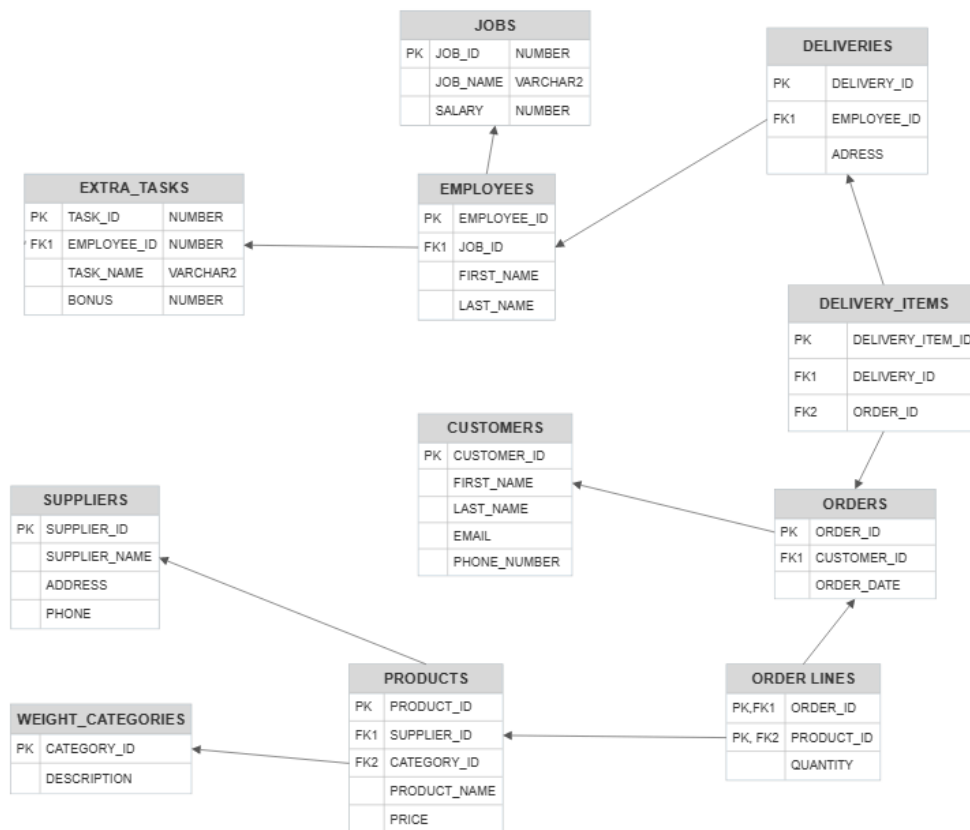 JOBS
PK JOB_ID NUMBER
JOB_NAME VARCHAR2
SALARY NUMBER
DELIVERIES
PK DELIVERY_ID
FK1 EMPLOYEE_ID
ADRESS
EXTRA_TASKS
PK TASK_ID NUMBER
FK1 EMPLOYEE_ID NUMBER
TASK_NAME VARCHAR2
BONUS NUMBER
EMPLOYEES
PK EMPLOYEE_ID
FK1 JOB_ID
FIRST_NAME
LAST_NAME
DELIVERY_ITEMS
PK DELIVERY_ITEM_ID
FK1 DELIVERY_ID
FK2 ORDER_ID
CUSTOMERS
PK CUSTOMER_ID
FIRST_NAME
LAST_NAME
EMAIL
PHONE_NUMBER
SUPPLIERS
PK SUPPLIER_ID
SUPPLIER_NAME
ADDRESS
PHONE
ORDERS
PK ORDER_ID
FK1 CUSTOMER_ID
ORDER_DATE
WEIGHT_CATEGORIES
PK CATEGORY_ID
DESCRIPTION
PRODUCTS
PK PRODUCT_ID
FK1 SUPPLIER_ID
FK2 CATEGORY_ID
PRODUCT_NAME
PRICE
ORDER LINES
PK,FK1 ORDER_ID
PK, FK2 PRODUCT_ID
QUANTITY